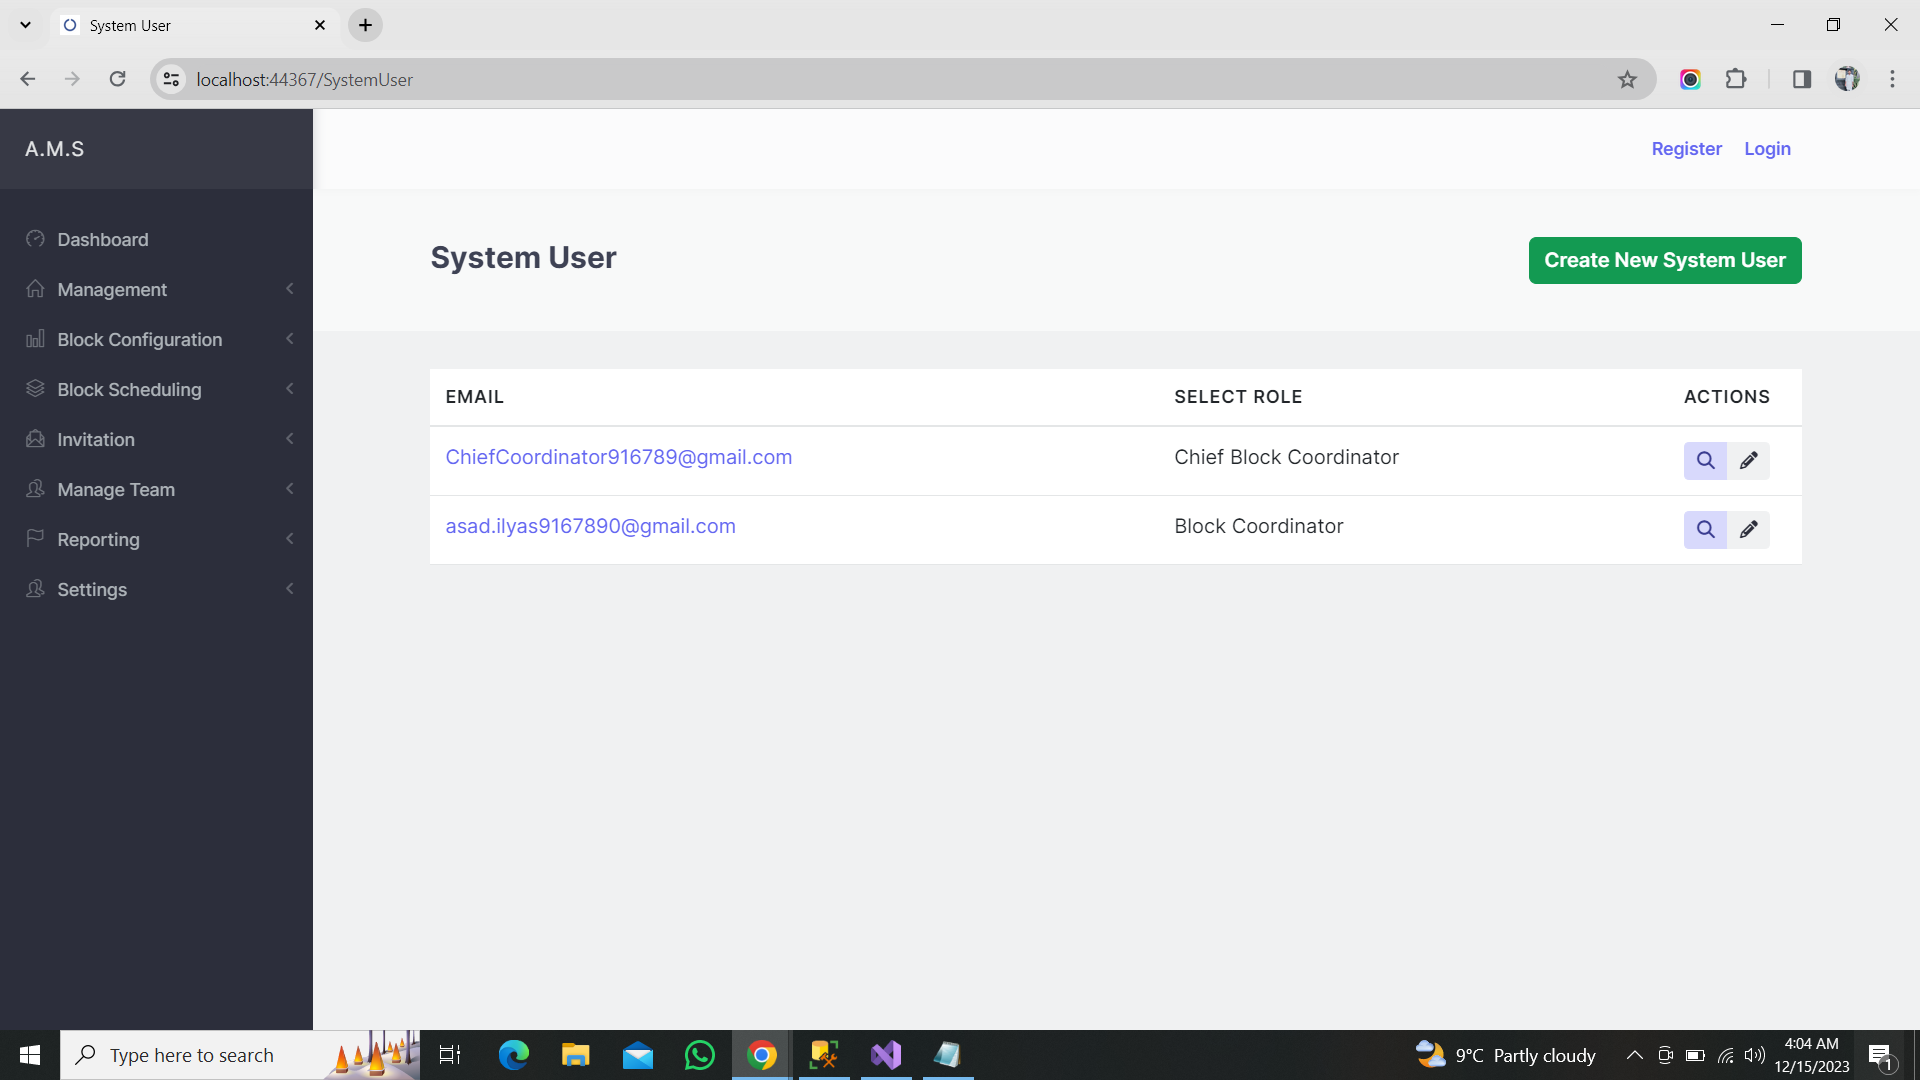 System User
localhost:44367/SystemUser
A.M.S
Register Login
Dashboard
Management
Block Configuration
Block Scheduling
Invitation
Manage Team
Reporting
Settings
System User
Create New System User
EMAIL SELECT ROLE ACTIONS
ChiefCoordinator916789@gmail.com Chief Block Coordinator
asad.ilyas9167890@gmail.com Block Coordinator
Type here to search
9°C Partly cloudy
4:04 AM
12/15/2023
1